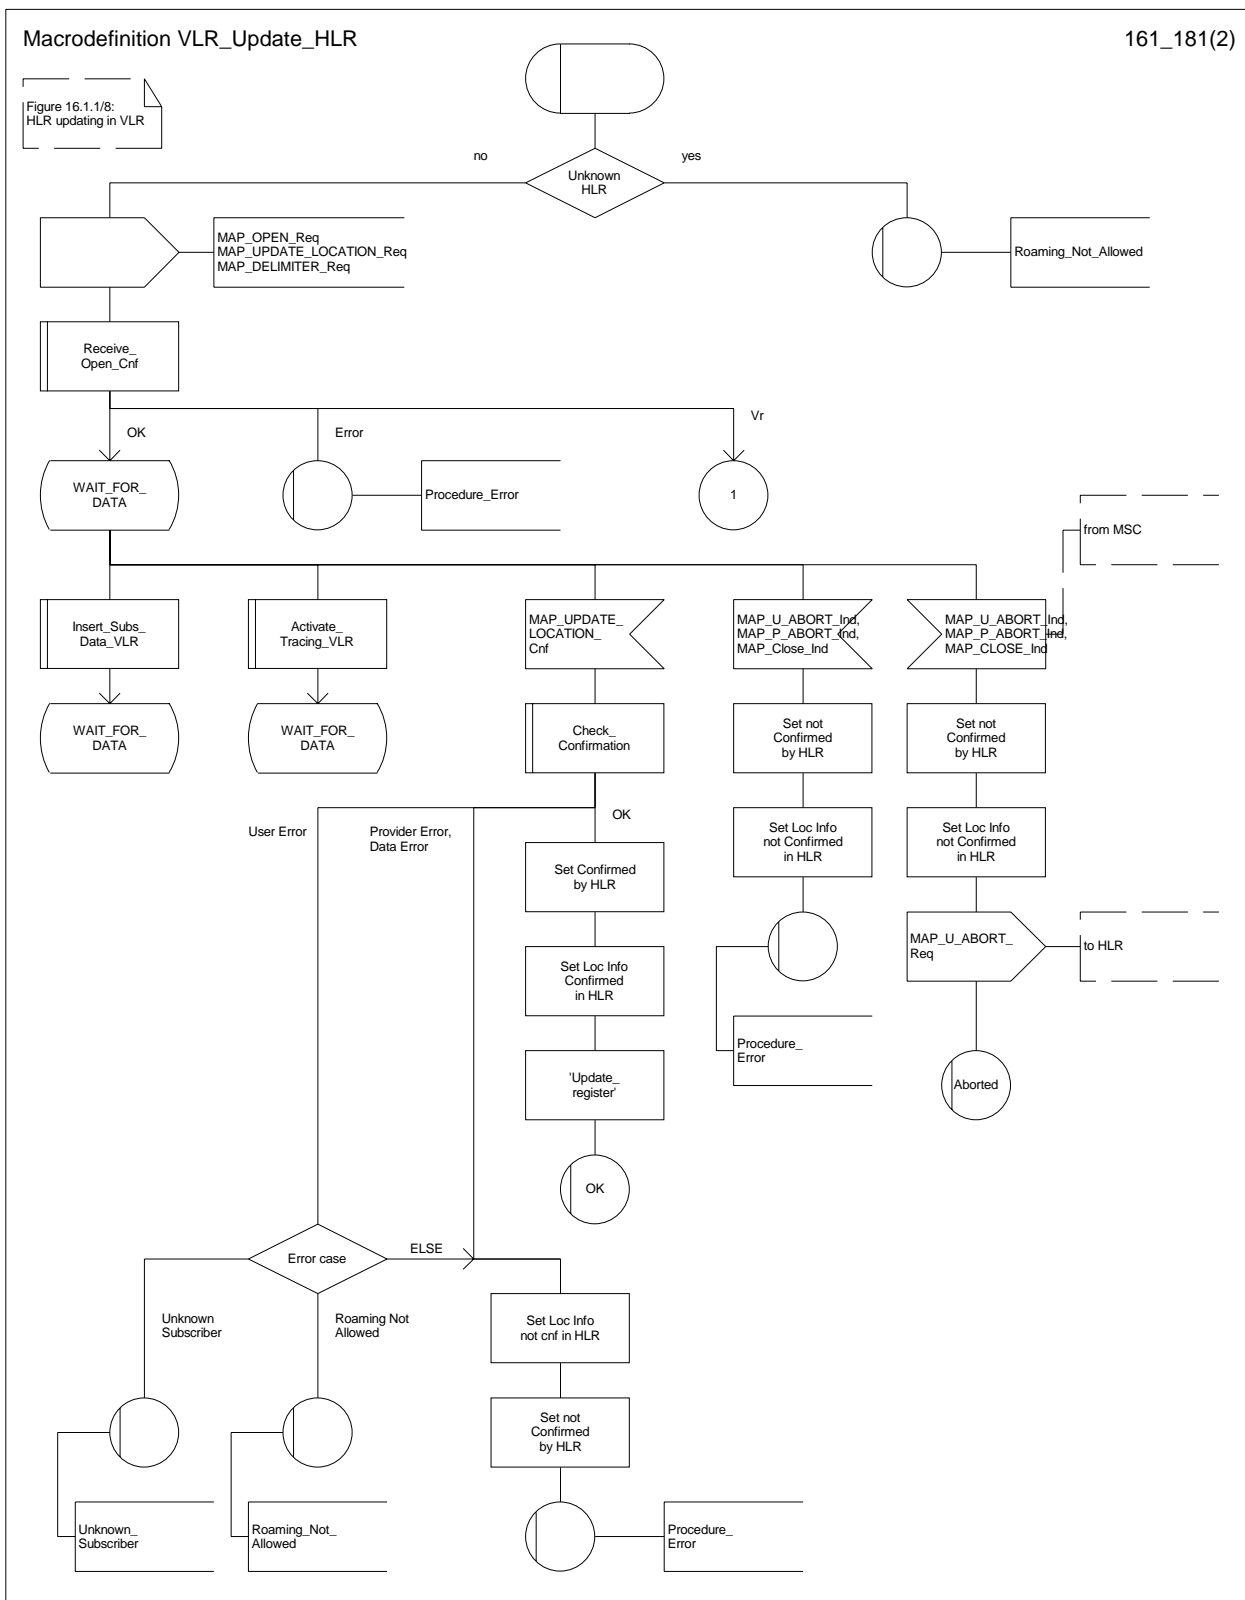 Macrodefinition VLR_Update_HLR
161_181(2)
Figure 16.1.1/8:
HLR updating in VLR
no
yes
Unknown
HLR
MAP_OPEN_Req
MAP_UPDATE_LOCATION_Req
MAP_DELIMITER_Req
Roaming_Not_Allowed
Receive_
Open_Cnf
OK
Error
Vr
WAIT_FOR_
DATA
Procedure_Error
1
from MSC
Insert_Subs_
Data_VLR
Activate_
Tracing_VLR
MAP_UPDATE_
LOCATION_
Cnf
MAP_U_ABORT_Ind,
MAP_P_ABORT_Ind,
MAP_Close_Ind
MAP_U_ABORT_Ind,
MAP_P_ABORT_Ind,
MAP_CLOSE_Ind
WAIT_FOR_
DATA
WAIT_FOR_
DATA
Check_
Confirmation
Set not
Confirmed
by HLR
Set not
Confirmed
by HLR
User Error
Provider Error,
Data Error
OK
Set Loc Info
not Confirmed
in HLR
Set Loc Info
not Confirmed
in HLR
Set Confirmed
by HLR
MAP_U_ABORT_
Req
to HLR
Set Loc Info
Confirmed
in HLR
Procedure_
Error
'Update_
register'
Aborted
OK
Error case
ELSE
Unknown
Subscriber
Roaming Not
Allowed
Set Loc Info
not cnf in HLR
Set not
Confirmed
by HLR
Unknown_
Subscriber
Roaming_Not_
Allowed
Procedure_
Error